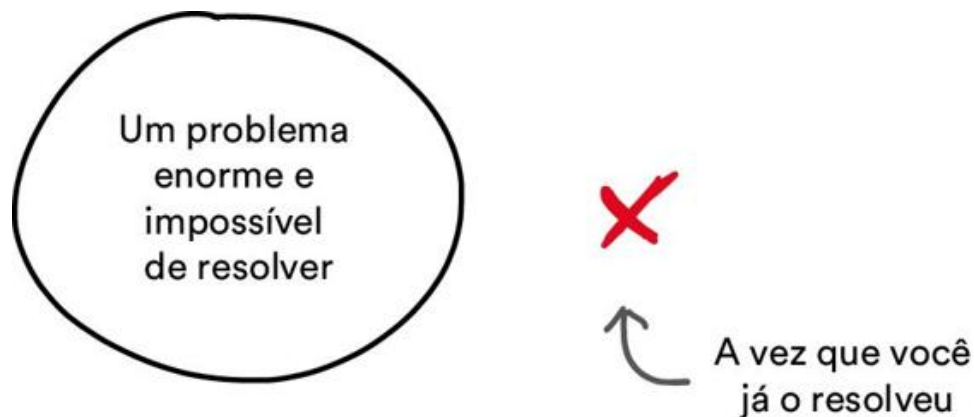 Um problema
enorme e
impossível
de resolver
A vez que você
já o resolveu